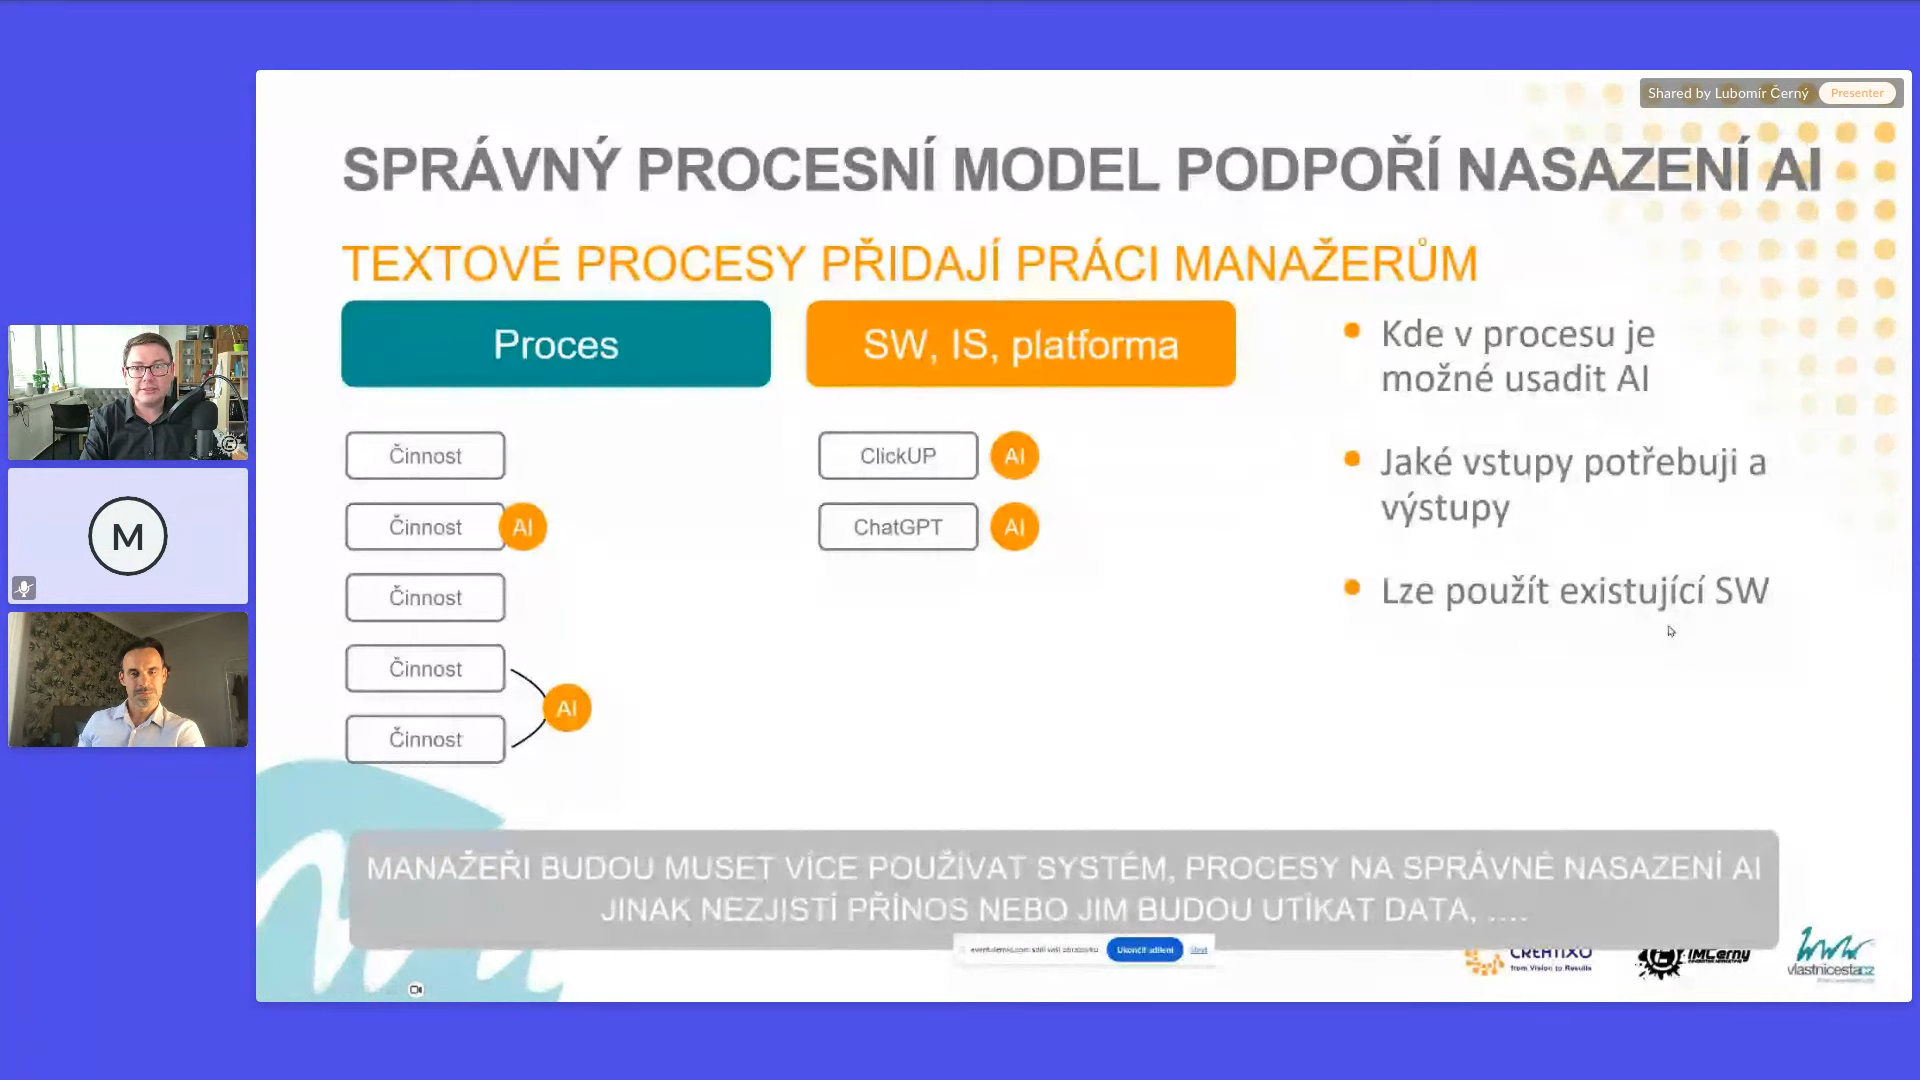 Shared by Lubomír Černý Presenter
SPRÁVNÝ PROCESNÍ MODEL PODPOŘÍ NASAZENÍ AI
TEXTOVÉ PROCESY PŘIDAJÍ PRÁCI MANAŽERŮM
Proces
SW, IS, platforma
Činnost
Činnost AI
Činnost
Činnost
Činnost
AI
ClickUP AI
ChatGPT AI
Kde v procesu je
možné usadit AI
Jaké vstupy potřebuji a
výstupy
Lze použít existující SW
M
MANAŽEŘI BUDOU MUSET VÍCE POUŽÍVAT SYSTÉM, PROCESY NA SPRÁVNÉ NASAZENÍ AI
JINAK NEZJISTÍ PŘÍNOS NEBO JIM BUDOU UTÍKAT DATA, ....
Ukončit sdílení
CREATIXO
from Vision to Results
IMCerny
vlastnicesta.cz